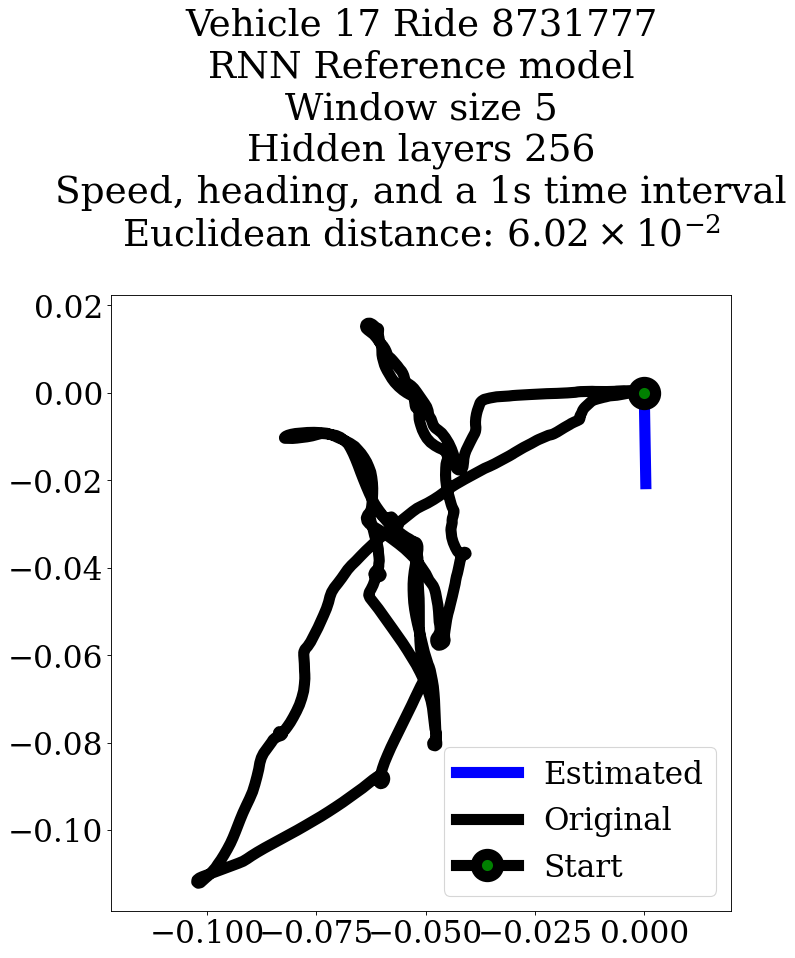 Vehicle 17 Ride 8731777
RNN Reference model
Window size 5
Hidden layers 256
Speed, heading, and a 1s time interval
Euclidean distance: 6.02 × 10⁻²
0.02
0.00
−0.02
−0.04
−0.06
−0.08
−0.10
Estimated
Original
Start
−0.100 −0.075 −0.050 −0.025 0.000